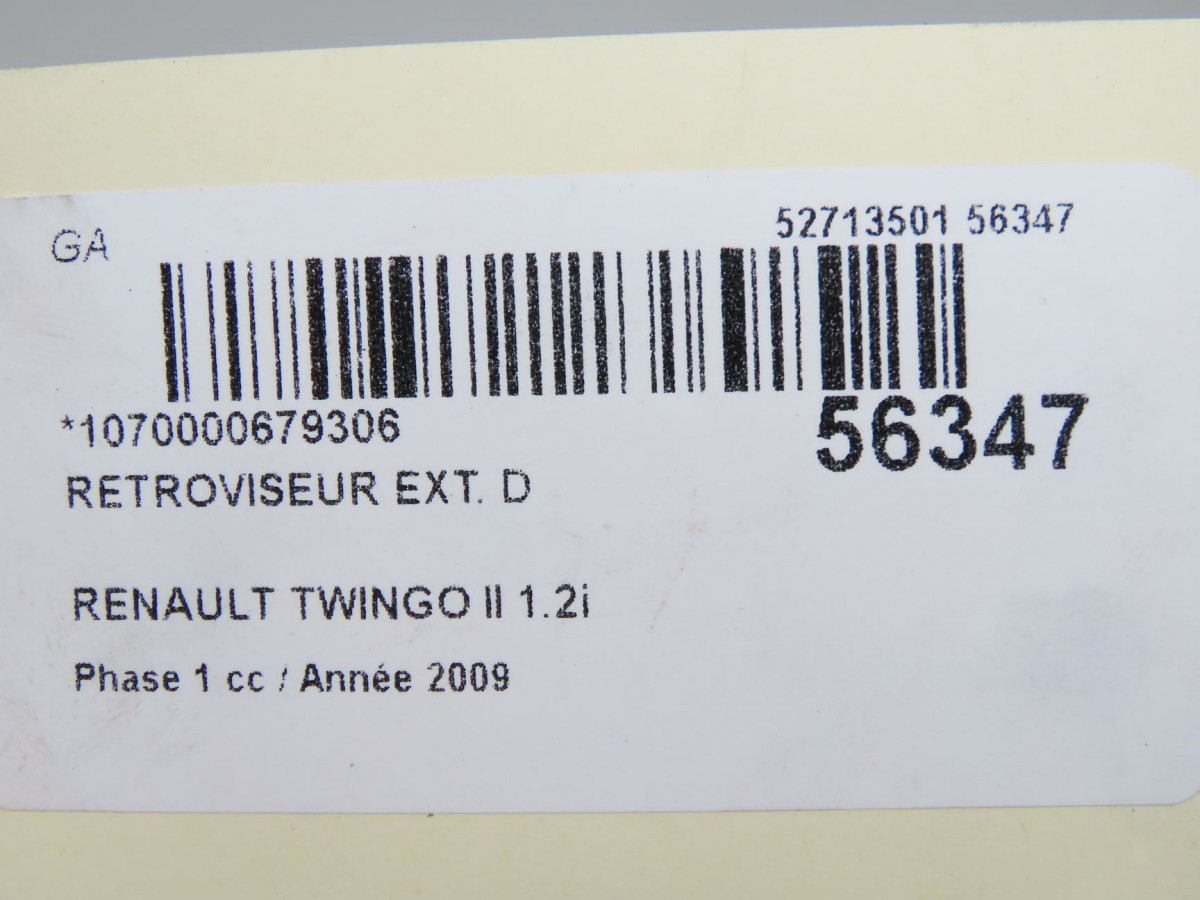 GA
52713501 56347
*1070000679306
56347
RETROVISEUR EXT. D
RENAULT TWINGO II 1.2i
Phase 1 cc / Année 2009